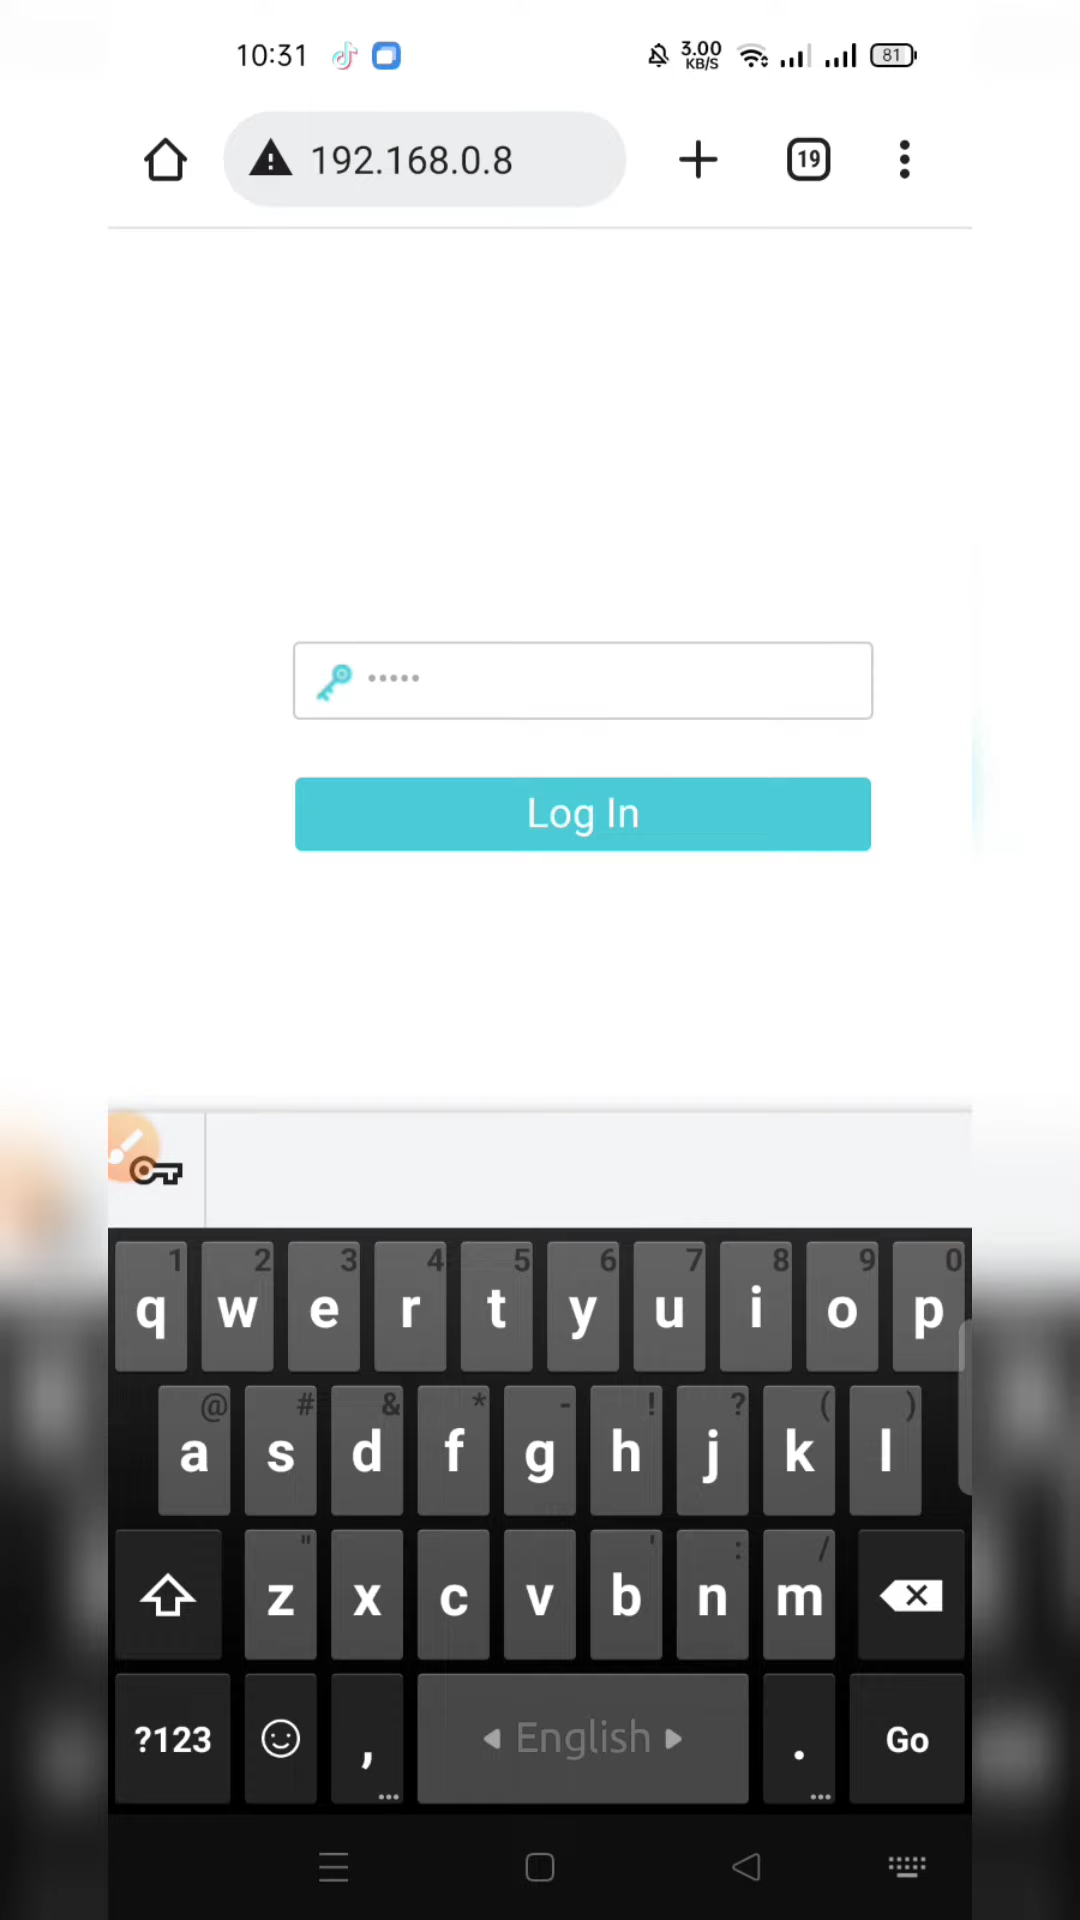 10:31 3.00 KB/S 81
192.168.0.8 19
•••••
Log In
1 2 3 4 5 6 7 8 9 0
q w e r t y u i o p
@ # & * - ! ? ( )
a s d f g h j k l
" ' : /
z x c v b n m
?123 , English . Go